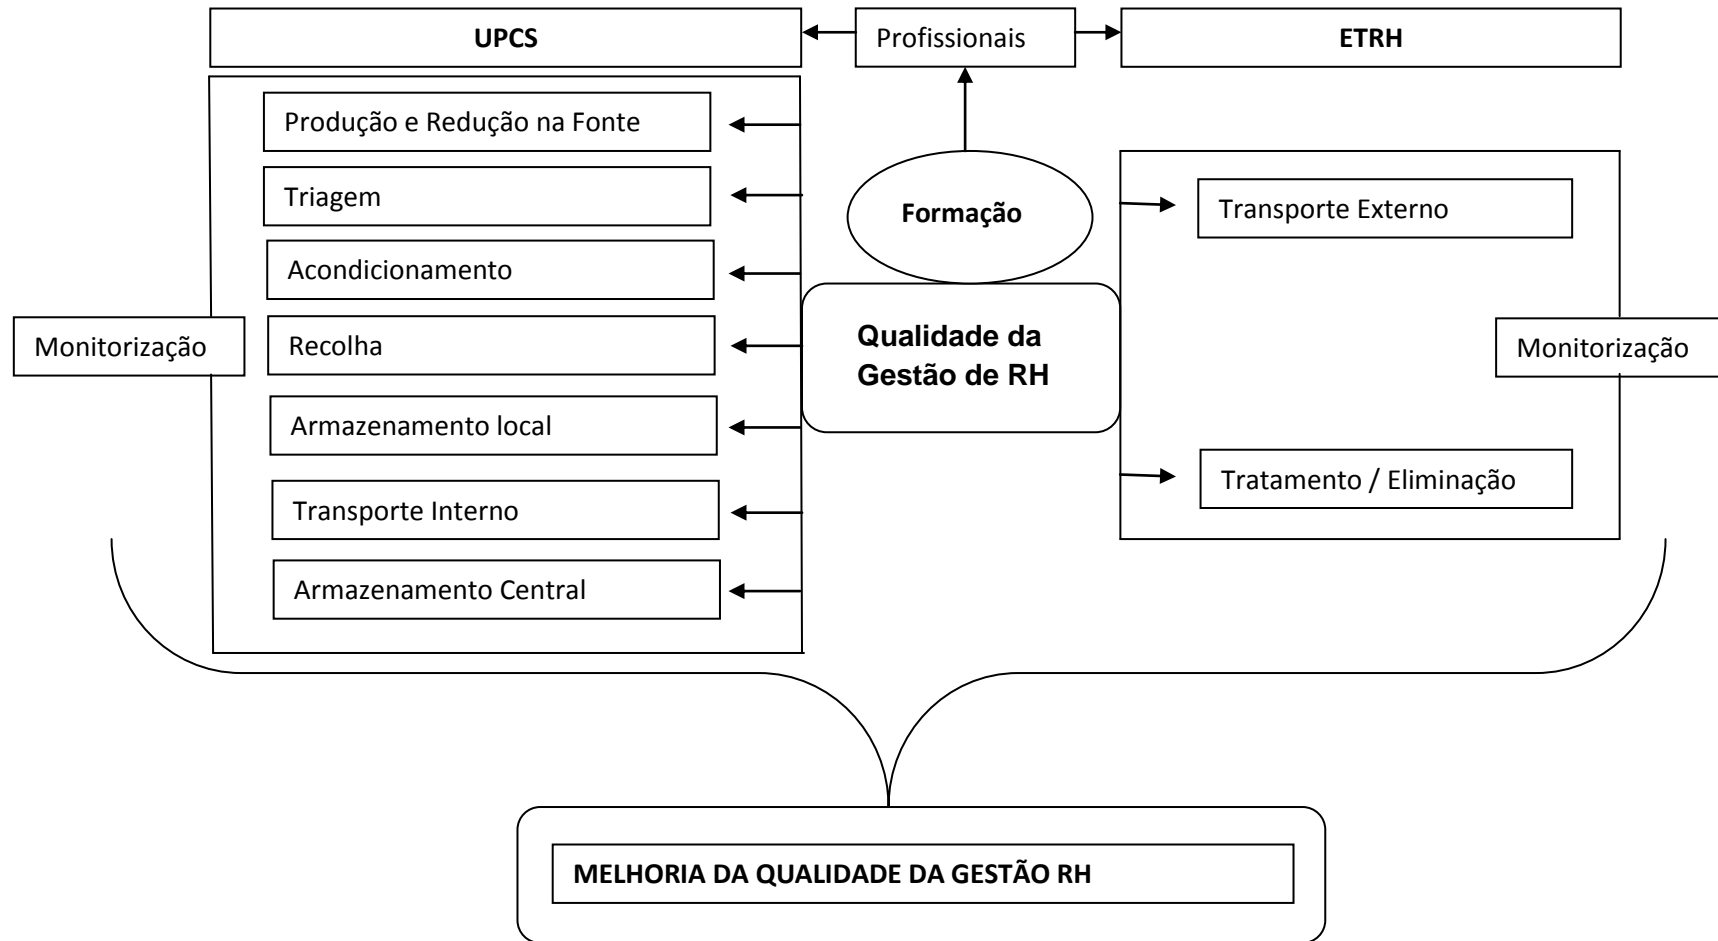 UPCS
Profissionais
ETRH
Produção e Redução na Fonte
Triagem
Acondicionamento
Recolha
Armazenamento local
Transporte Interno
Armazenamento Central
Monitorização
Formação
Qualidade da
Gestão de RH
Transporte Externo
Monitorização
Tratamento / Eliminação
MELHORIA DA QUALIDADE DA GESTÃO RH